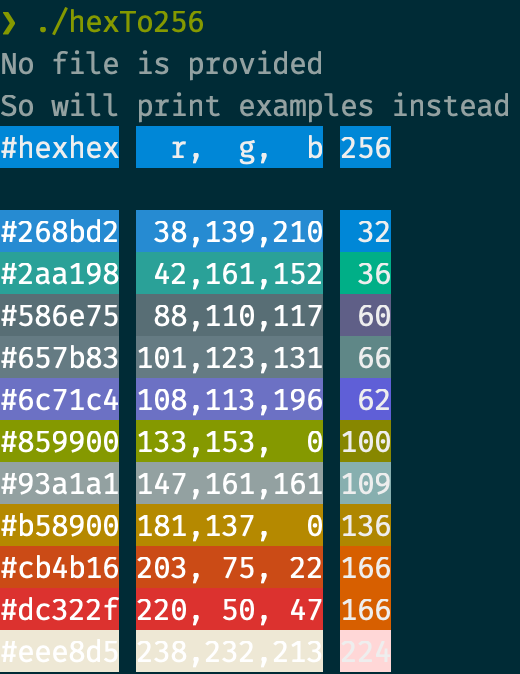 ❯ ./hexTo256
No file is provided
So will print examples instead
#hexhex   r,  g,  b 256
#268bd2  38,139,210  32
#2aa198  42,161,152  36
#586e75  88,110,117  60
#657b83 101,123,131  66
#6c71c4 108,113,196  62
#859900 133,153,  0 100
#93a1a1 147,161,161 109
#b58900 181,137,  0 136
#cb4b16 203, 75, 22 166
#dc322f 220, 50, 47 166
#eee8d5 238,232,213 224